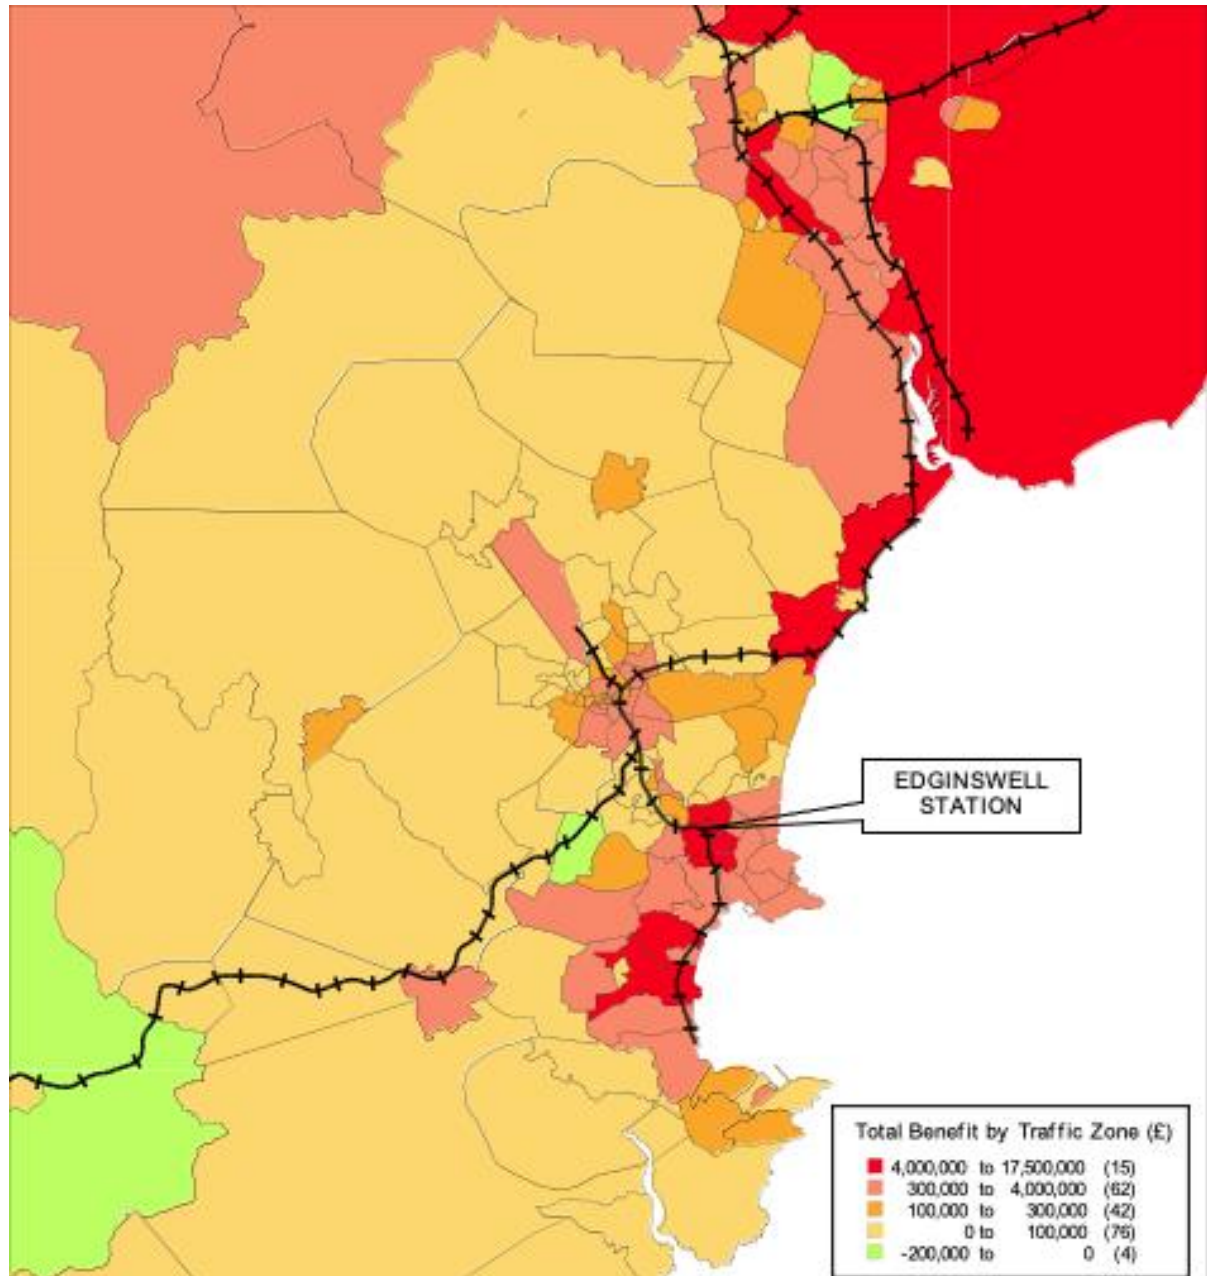 EDGINSWELL
STATION
Total Benefit by Traffic Zone (£)
4,000,000 to 17,500,000 (15)
300,000 to 4,000,000 (62)
100,000 to 300,000 (42)
0 to 100,000 (76)
-200,000 to 0 (4)